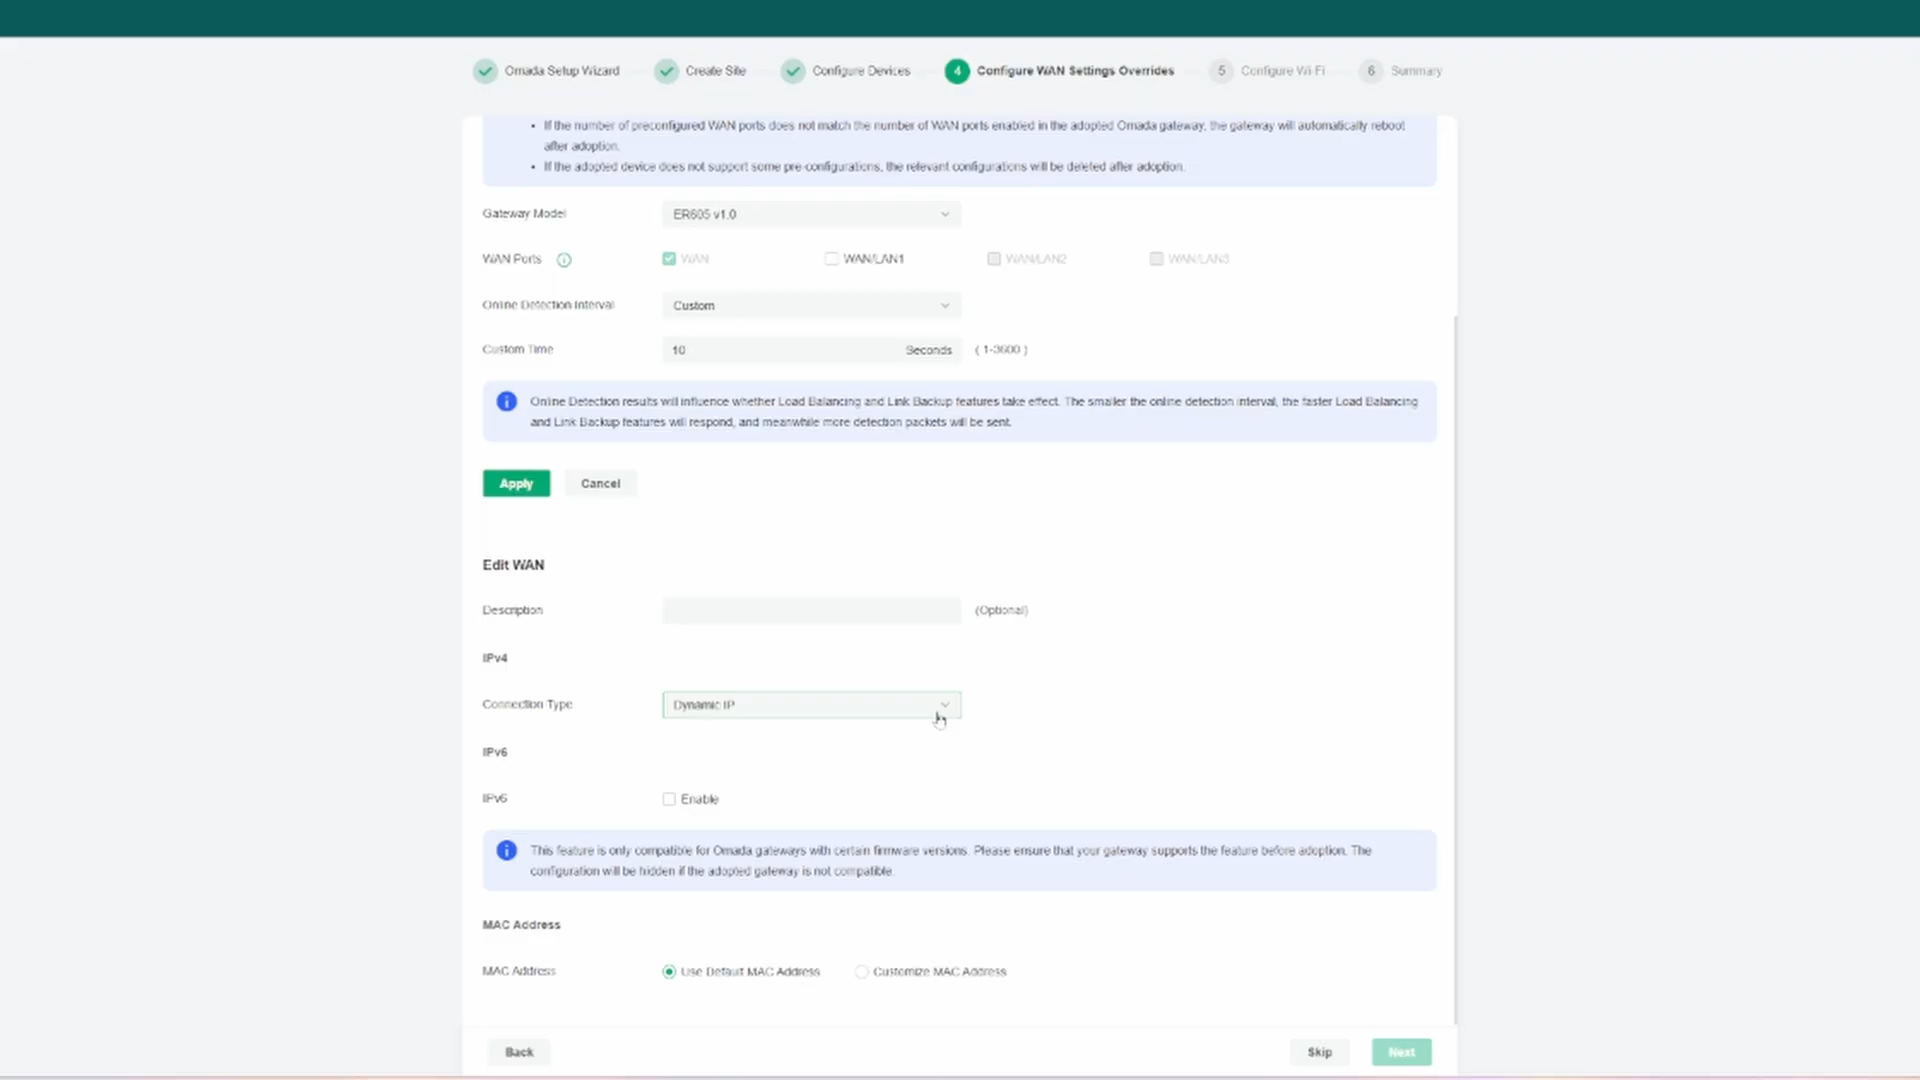 Omada Setup Wizard
Create Site
Configure Devices
4 Configure WAN Settings Overrides
5 Configure Wi-Fi
6 Summary
• If the number of preconfigured WAN ports does not match the number of WAN ports enabled in the adopted Omada gateway, the gateway will automatically reboot
after adoption.
• If the adopted device does not support some pre-configurations, the relevant configurations will be deleted after adoption.
Gateway Model
ER605 v1.0
WAN Ports
WAN
WAN/LAN1
WAN/LAN2
WAN/LAN3
Online Detection Interval
Custom
Custom Time
10
Seconds
( 1-3600 )
Online Detection results will influence whether Load Balancing and Link Backup features take effect. The smaller the online detection interval, the faster Load Balancing
and Link Backup features will respond, and meanwhile more detection packets will be sent.
Apply
Cancel
Edit WAN
Description
(Optional)
IPv4
Connection Type
Dynamic IP
IPv6
IPv6
Enable
This feature is only compatible for Omada gateways with certain firmware versions. Please ensure that your gateway supports the feature before adoption. The
configuration will be hidden if the adopted gateway is not compatible.
MAC Address
MAC Address
Use Default MAC Address
Customize MAC Address
Back
Skip
Next